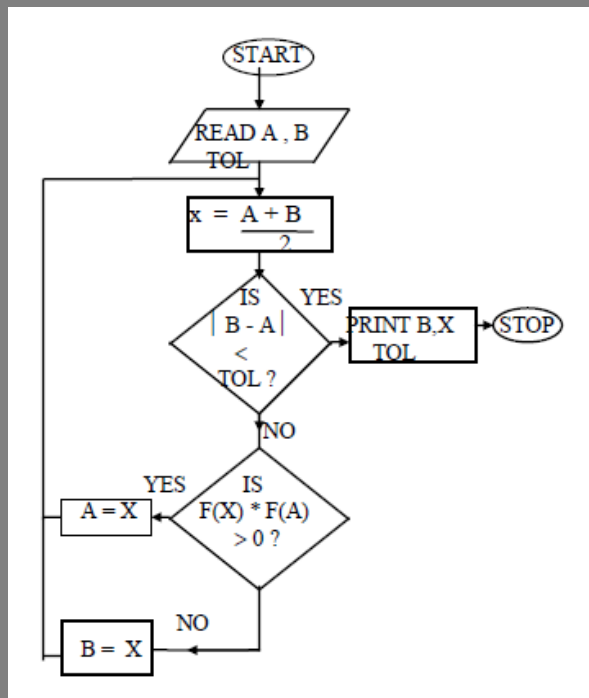 START
READ A , B
TOL
x = A + B
2
IS
| B - A |
<
TOL ?
YES
PRINT B,X
TOL
STOP
NO
IS
F(X) * F(A)
> 0 ?
YES
A = X
NO
B = X